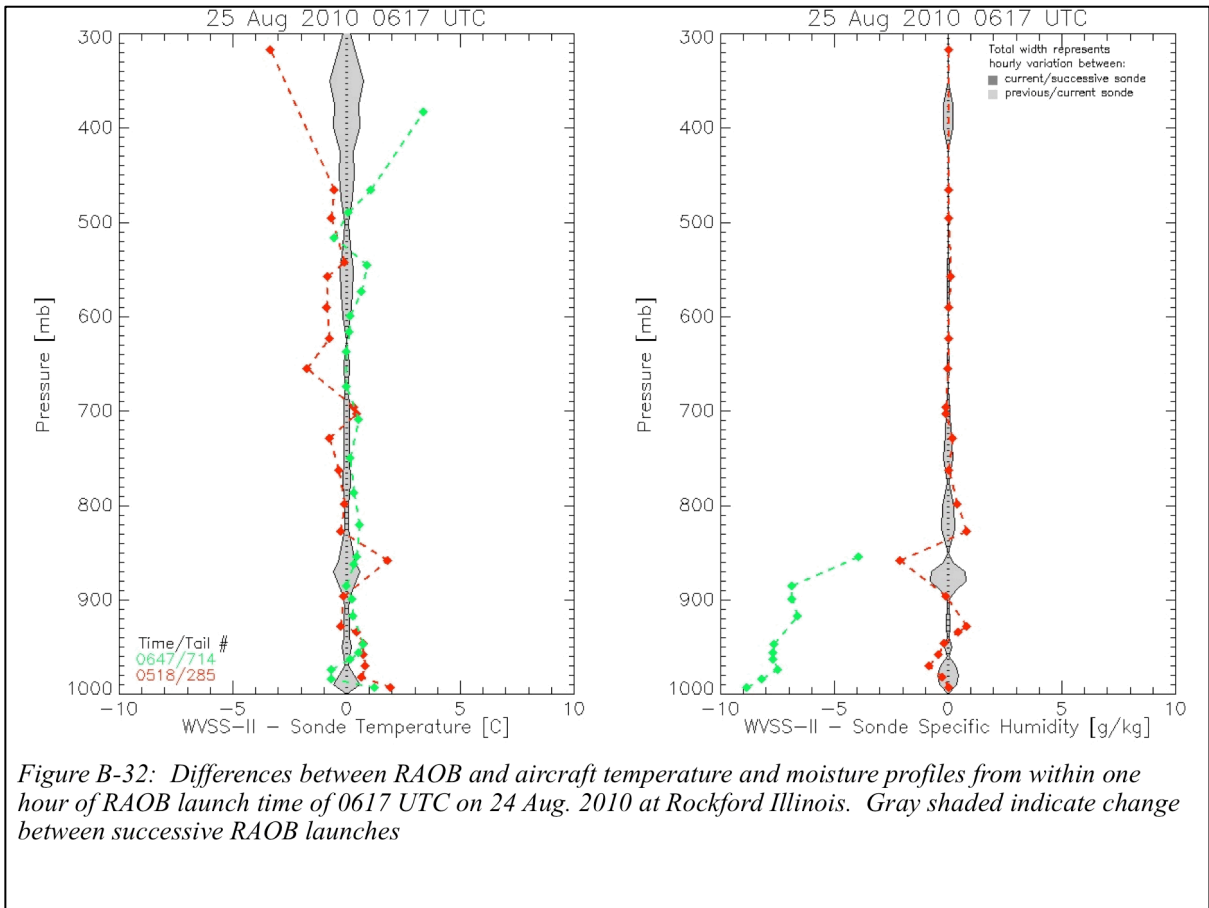 25 Aug 2010 0617 UTC
300
400
500
600
700
800
900
1000
Pressure [mb]
-10
-5
0
5
10
WVSS-II - Sonde Temperature [C]
Time/Tail #
0647/714
0518/285
25 Aug 2010 0617 UTC
Total width represents
hourly variation between:
current/successive sonde
previous/current sonde
300
400
500
600
700
800
900
1000
Pressure [mb]
-10
-5
0
5
10
WVSS-II - Sonde Specific Humidity [g/kg]
Figure B-32: Differences between RAOB and aircraft temperature and moisture profiles from within one
hour of RAOB launch time of 0617 UTC on 24 Aug. 2010 at Rockford Illinois. Gray shaded indicate change
between successive RAOB launches